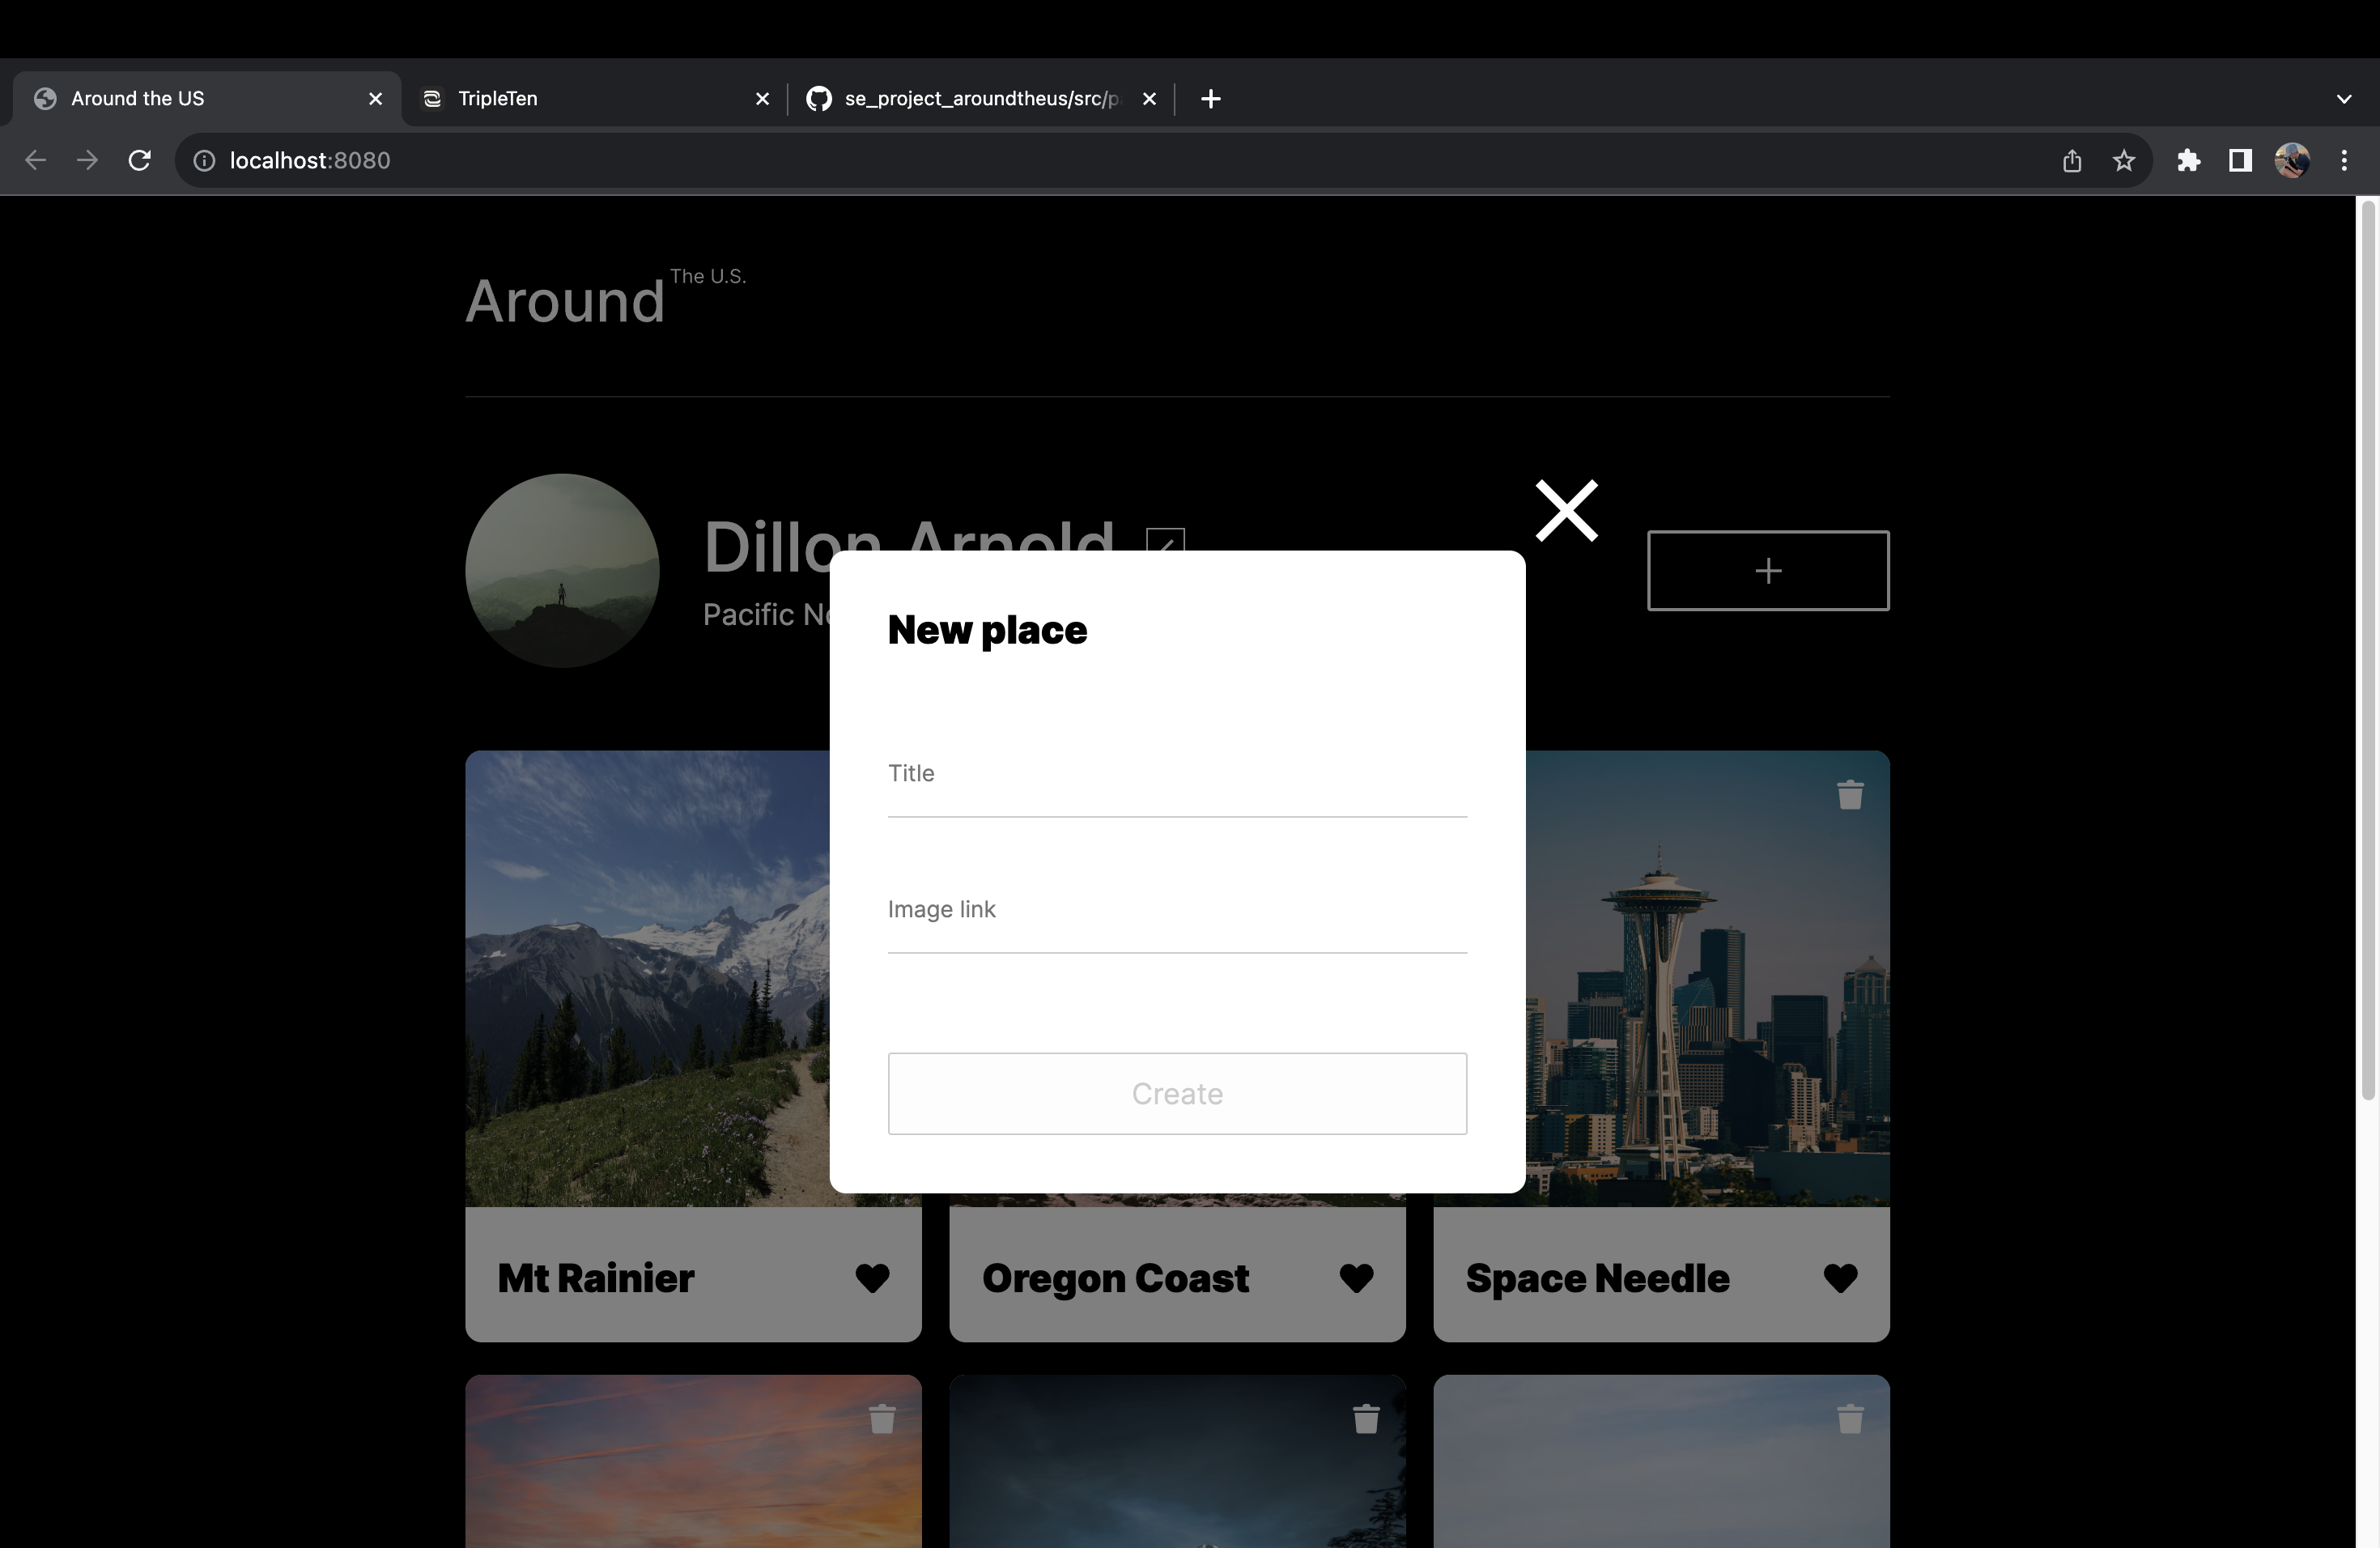 Around the US
TripleTen
se_project_aroundtheus/src/p
localhost:8080
Around The U.S.
Dillon Arnold
Pacific
New place
Title
Image link
Create
Mt Rainier
Oregon Coast
Space Needle